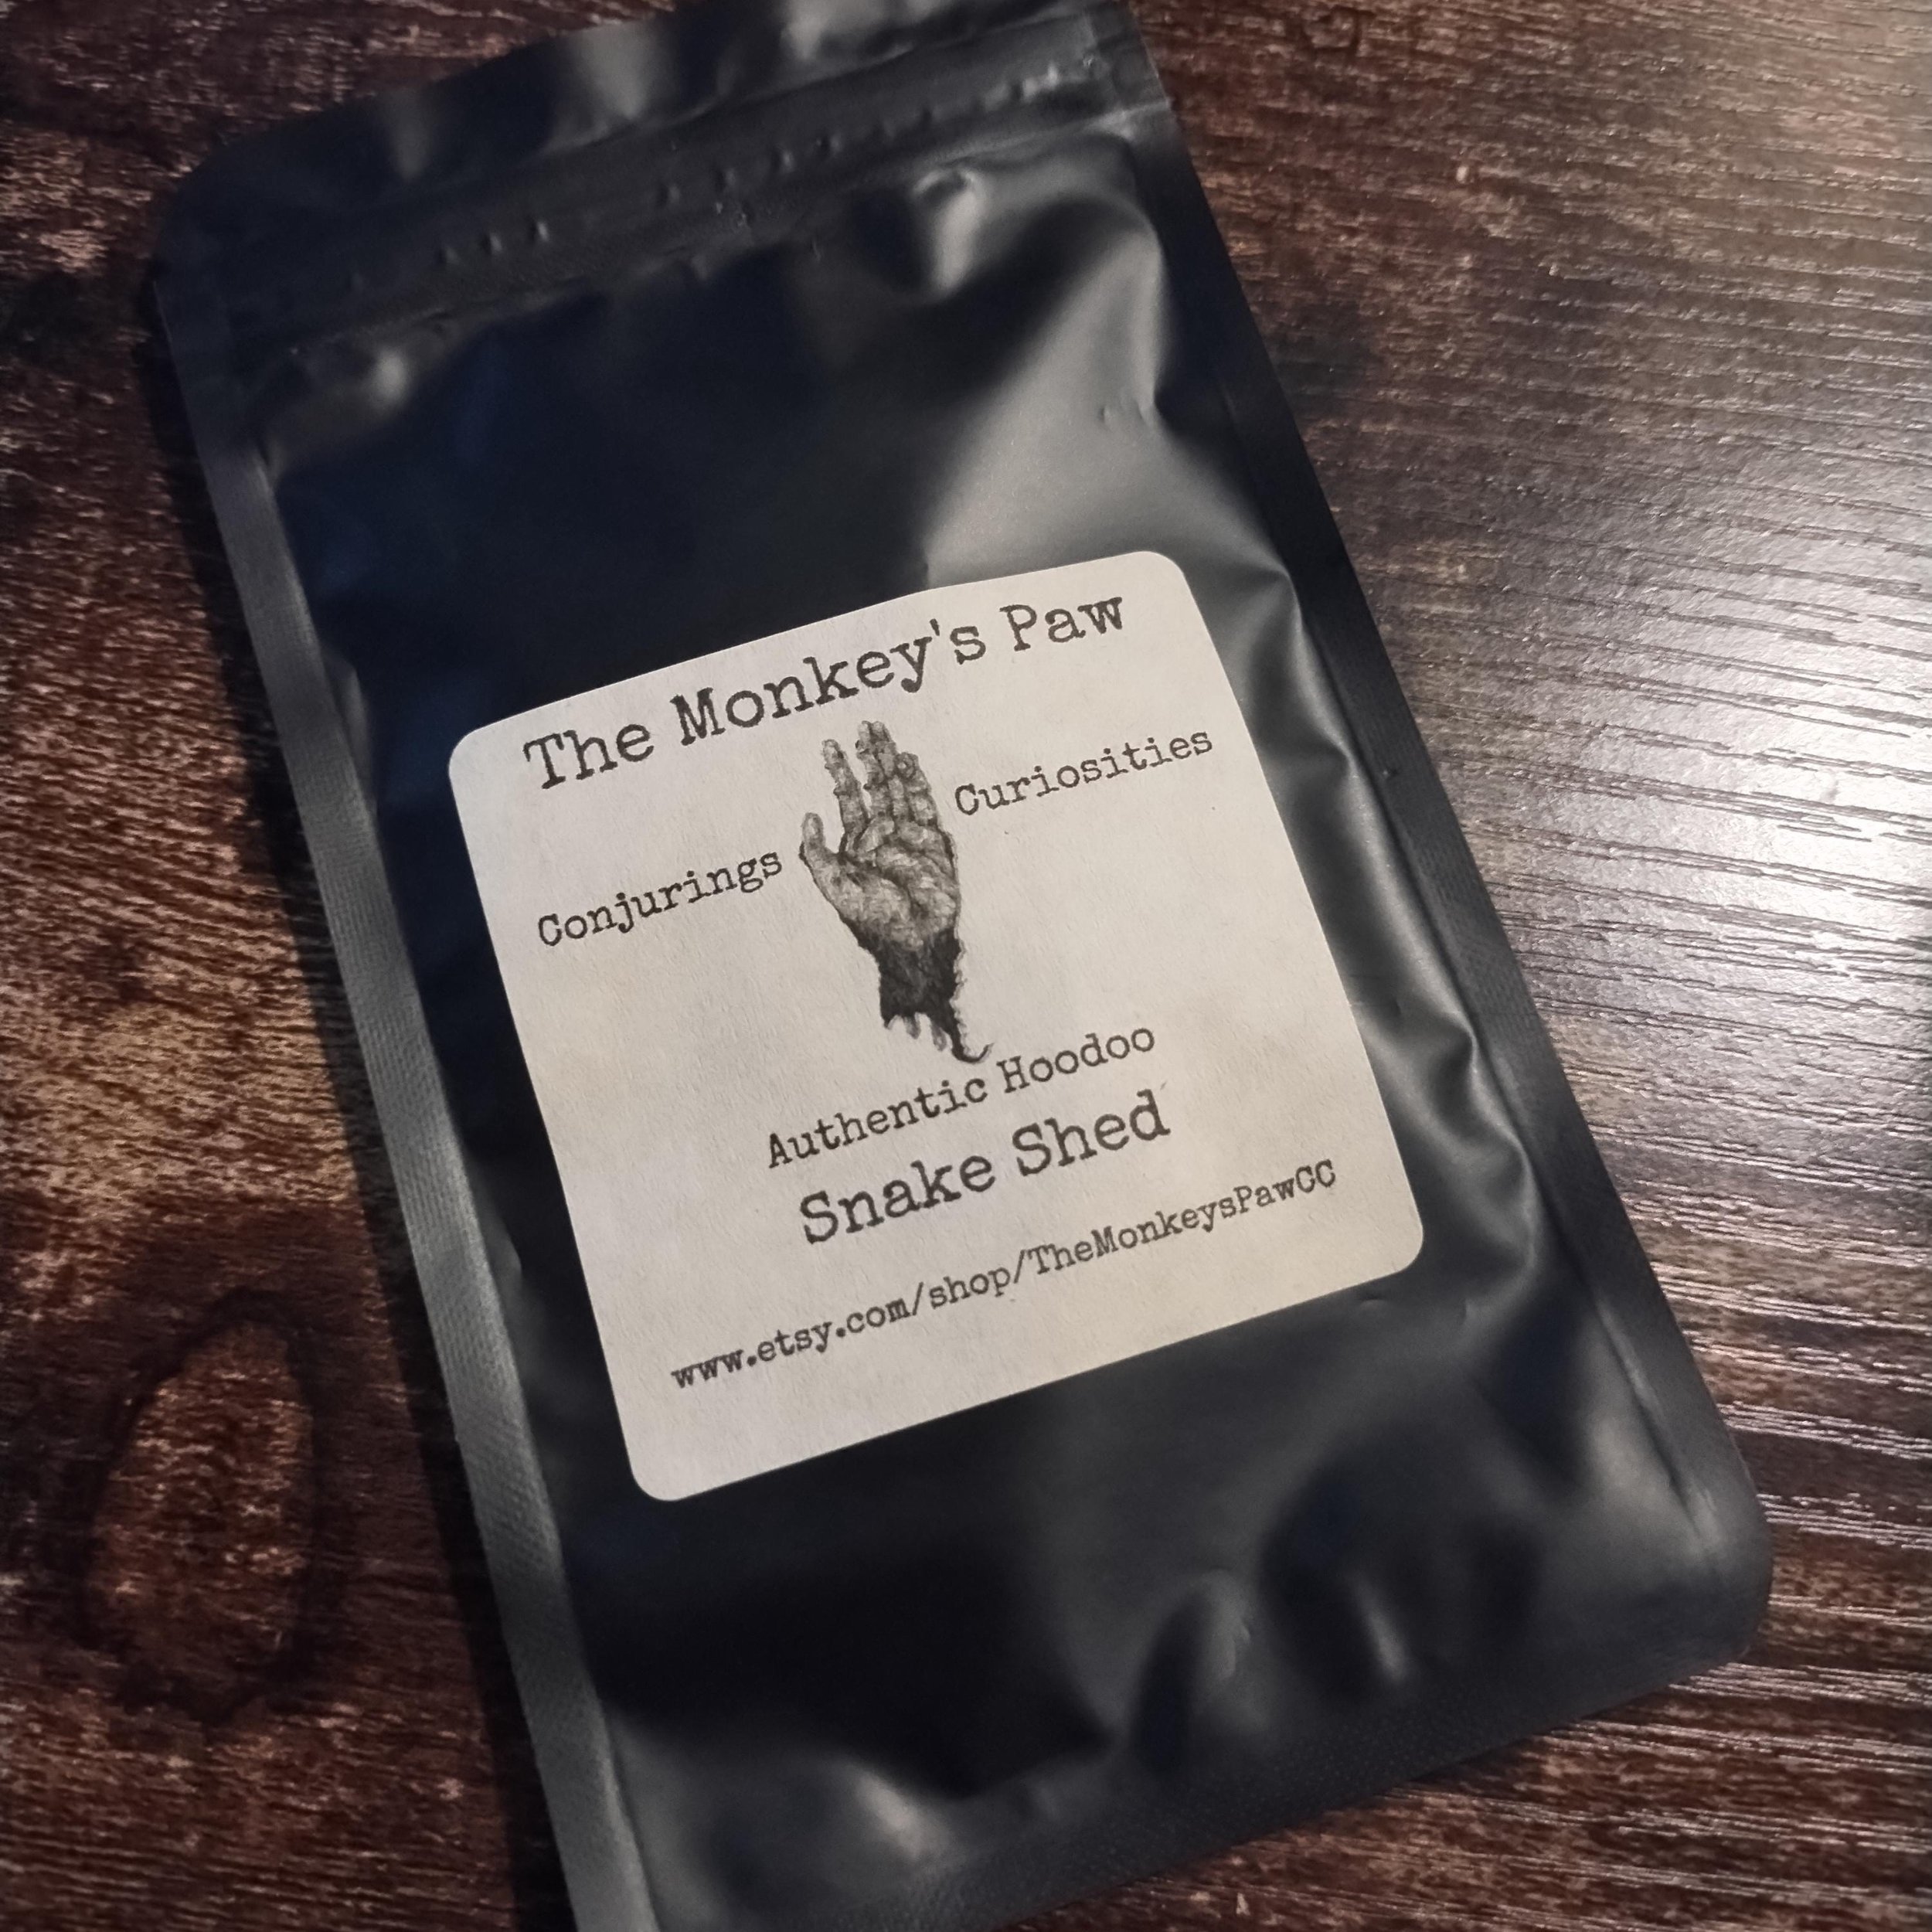 The Monkey's Paw
Conjurings
Curiosities
Authentic Hoodoo
Snake Shed
www.etsy.com/shop/TheMonkeysPawCC